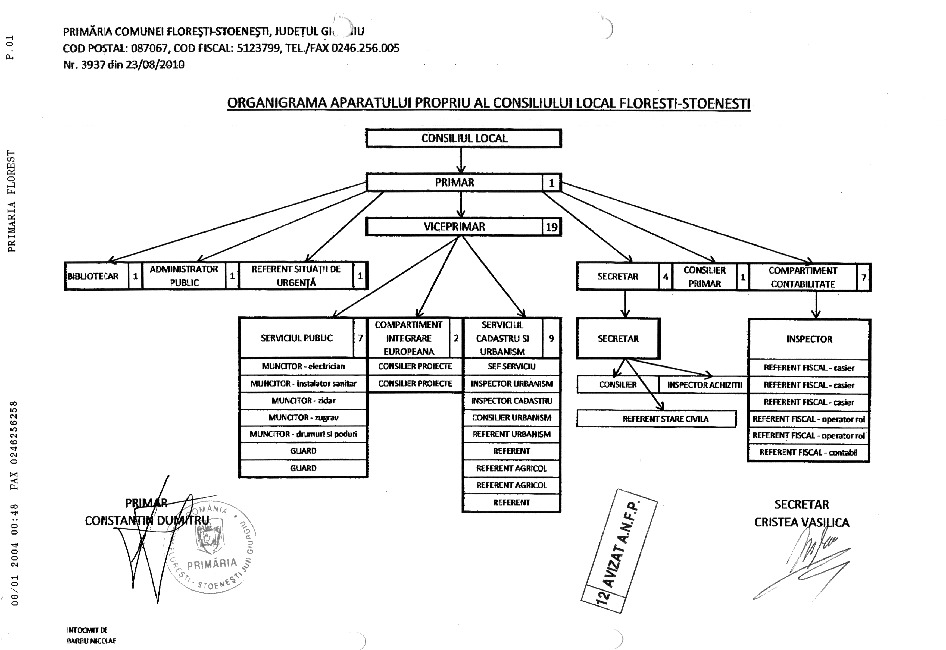 P.01
PRIMARIA FLOREST
00/01 2004 00:48 FAX 0246256258
PRIMĂRIA COMUNEI FLOREŞTI-STOENEŞTI, JUDEŢUL
COD POSTAL: 087067, COD FISCAL: 5123799, TEL./FAX 0246.256.005
Nr. 3937 din 23/08/2010
ORGANIGRAMA APARATULUI PROPRIU AL CONSILIULUI LOCAL FLORESTI-STOENESTI
CONSILIUL LOCAL
PRIMAR 1
VICEPRIMAR 19
BIBLIOTECAR 1
ADMINISTRATOR
PUBLIC 1
REFERENT SITUAŢII DE
URGENŢĂ 1
SECRETAR 4
CONSILIER
PRIMAR 1
COMPARTIMENT
CONTABILITATE 7
SERVICIUL PUBLIC 7
MUNCITOR - electrician
MUNCITOR - instalator sanitar
MUNCITOR - zidar
MUNCITOR - zugrav
MUNCITOR - drumuri si poduri
GUARD
GUARD
COMPARTIMENT
INTEGRARE 2
EUROPEANA
CONSILIER PROIECTE
CONSILIER PROIECTE
SERVICIUL
CADASTRU SI 9
URBANISM
SEF SERVICIU
INSPECTOR URBANISM
INSPECTOR CADASTRU
CONSILIER URBANISM
REFERENT URBANISM
REFERENT
REFERENT AGRICOL
REFERENT AGRICOL
REFERENT
SECRETAR
CONSILIER
INSPECTOR ACHIZITII
REFERENT STARE CIVILA
INSPECTOR
REFERENT FISCAL - casier
REFERENT FISCAL - casier
REFERENT FISCAL - casier
REFERENT FISCAL - operator rol
REFERENT FISCAL - operator rol
REFERENT FISCAL - contabil
PRIMAR
CONSTANTIN DUMITRU
ROMANIA
PRIMĂRIA
12 AVIZAT A.N.F.P.
SECRETAR
CRISTEA VASILICA
INTOCMIT DE
BARBU NICOLAE